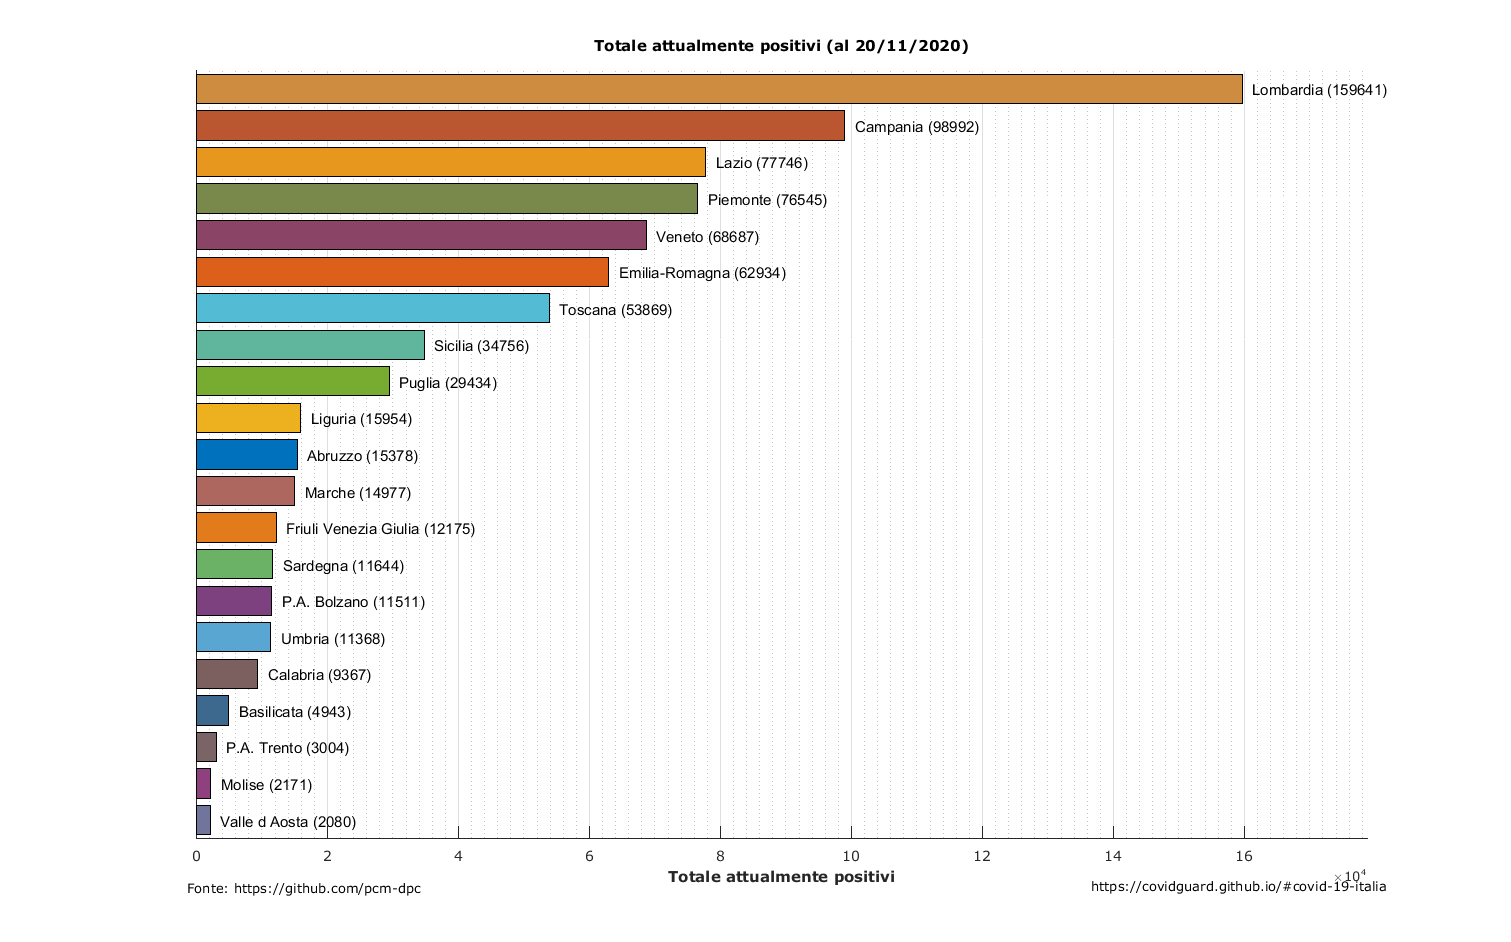 Totale attualmente positivi (al 20/11/2020)
Lombardia (159641)
Campania (98992)
Lazio (77746)
Piemonte (76545)
Veneto (68687)
Emilia-Romagna (62934)
Toscana (53869)
Sicilia (34756)
Puglia (29434)
Liguria (15954)
Abruzzo (15378)
Marche (14977)
Friuli Venezia Giulia (12175)
Sardegna (11644)
P.A. Bolzano (11511)
Umbria (11368)
Calabria (9367)
Basilicata (4943)
P.A. Trento (3004)
Molise (2171)
Valle d Aosta (2080)
0 2 4 6 8 10 12 14 16
×10⁴
Totale attualmente positivi
Fonte: https://github.com/pcm-dpc
https://covidguard.github.io/#covid-19-italia